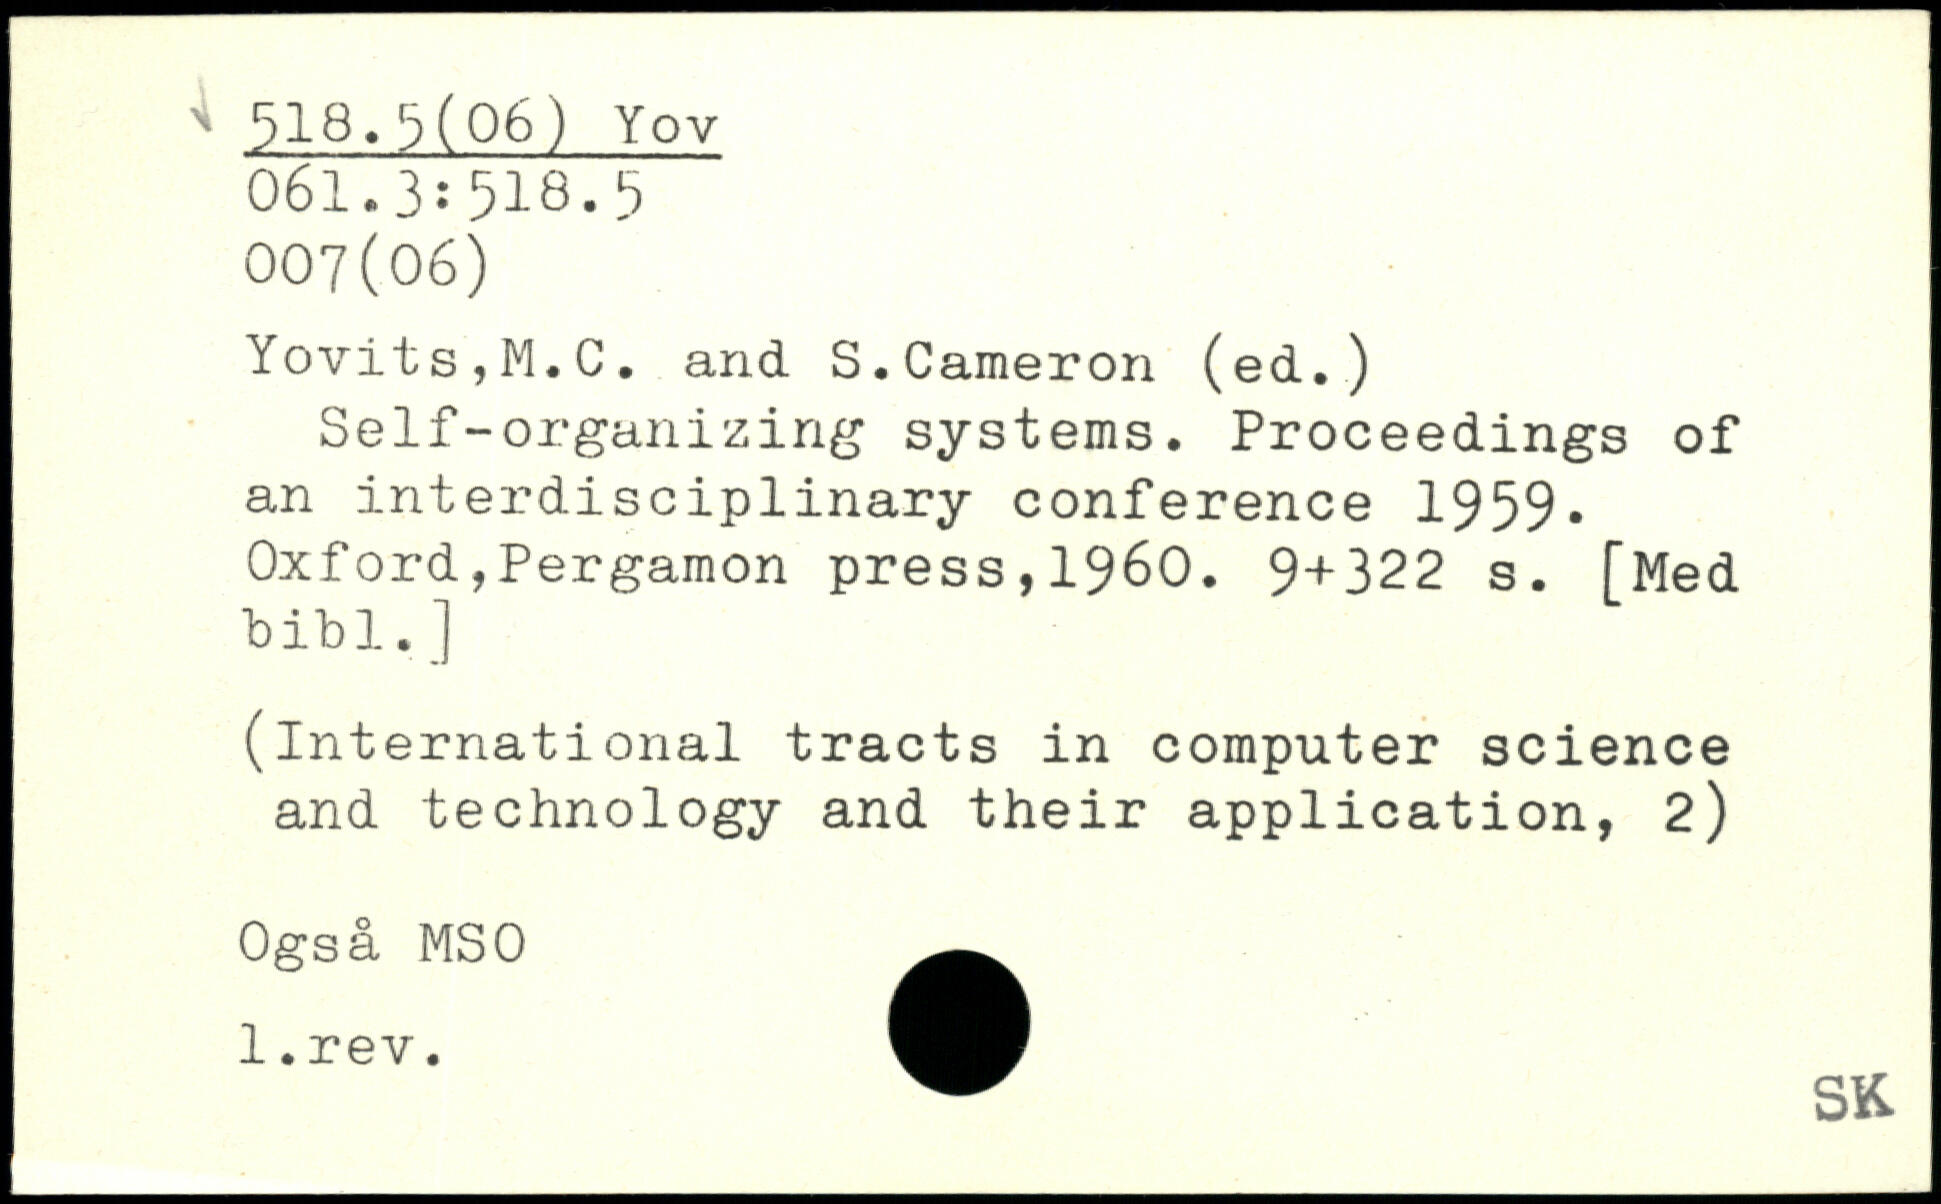 518.5(06) Yov
061.3:518.5
007(06)
Yovits,M.C. and S.Cameron (ed.)
Self-organizing systems. Proceedings of
an interdisciplinary conference 1959.
Oxford,Pergamon press,1960. 9+322 s. [Med
bibl.]
(International tracts in computer science
and technology and their application, 2)
Også MSO
1.rev.
SK